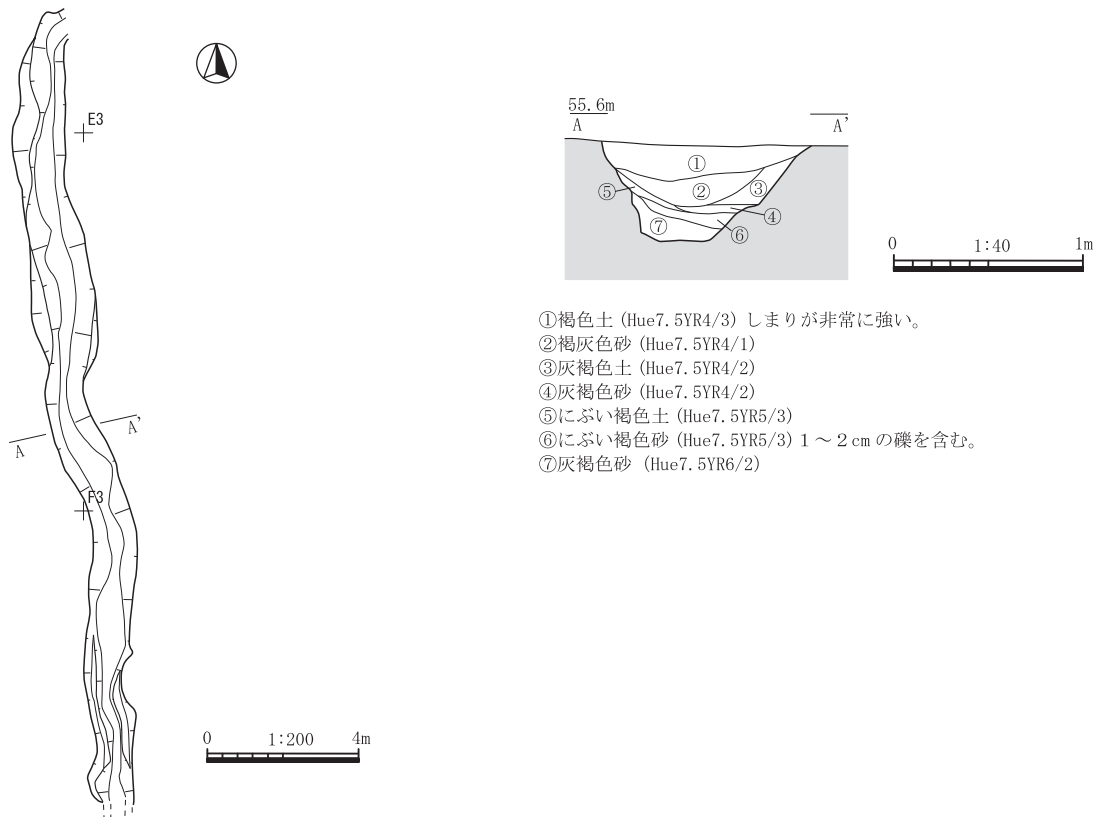 E3
A
A'
F3
0 1:200 4m
55.6m
A
A'
①
②
③
⑤
④
⑦
⑥
0 1:40 1m
①褐色土 (Hue7.5YR4/3) しまりが非常に強い。
②褐灰色砂 (Hue7.5YR4/1)
③灰褐色土 (Hue7.5YR4/2)
④灰褐色砂 (Hue7.5YR4/2)
⑤にぶい褐色土 (Hue7.5YR5/3)
⑥にぶい褐色砂 (Hue7.5YR5/3) 1～2cmの礫を含む。
⑦灰褐色砂 (Hue7.5YR6/2)